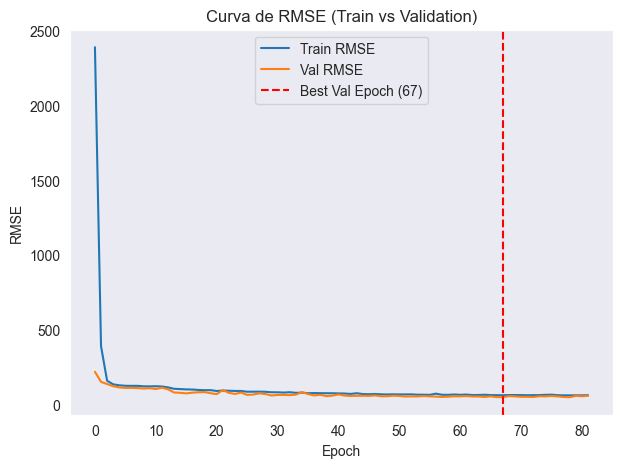 Curva de RMSE (Train vs Validation)
Train RMSE
Val RMSE
Best Val Epoch (67)
RMSE
2500
2000
1500
1000
500
0
0 10 20 30 40 50 60 70 80
Epoch